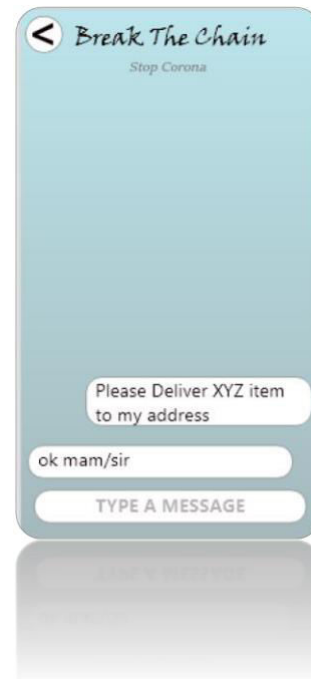 <
Break The Chain
Stop Corona
Please Deliver XYZ item
to my address
ok mam/sir
TYPE A MESSAGE